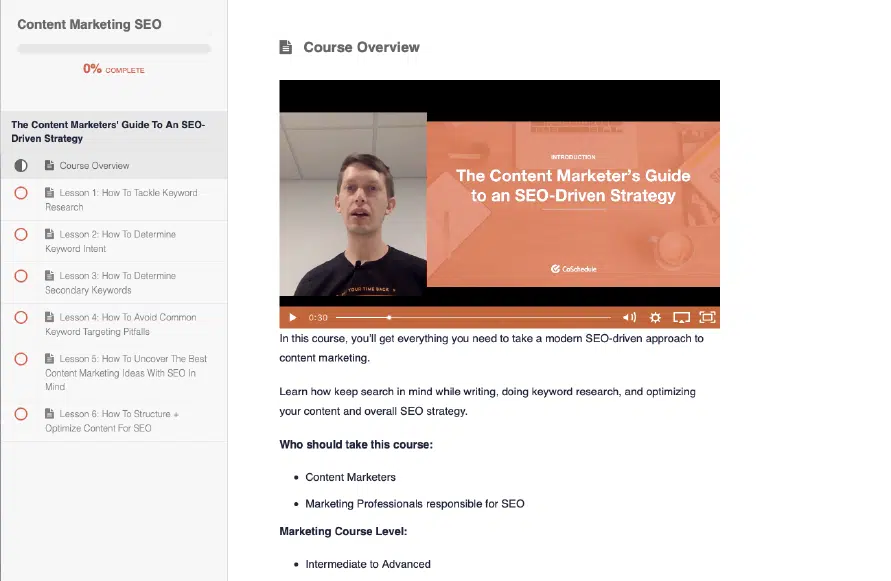 Content Marketing SEO
0% COMPLETE
The Content Marketers' Guide To An SEO-
Driven Strategy
Course Overview
Lesson 1: How To Tackle Keyword
Research
Lesson 2: How To Determine
Keyword Intent
Lesson 3: How To Determine
Secondary Keywords
Lesson 4: How To Avoid Common
Keyword Targeting Pitfalls
Lesson 5: How To Uncover The Best
Content Marketing Ideas With SEO In
Mind
Lesson 6: How To Structure +
Optimize Content For SEO
Course Overview
INTRODUCTION
The Content Marketer's Guide
to an SEO-Driven Strategy
CoSchedule
YOUR TIME BACK
0:30
In this course, you'll get everything you need to take a modern SEO-driven approach to
content marketing.
Learn how keep search in mind while writing, doing keyword research, and optimizing
your content and overall SEO strategy.
Who should take this course:
• Content Marketers
• Marketing Professionals responsible for SEO
Marketing Course Level:
• Intermediate to Advanced